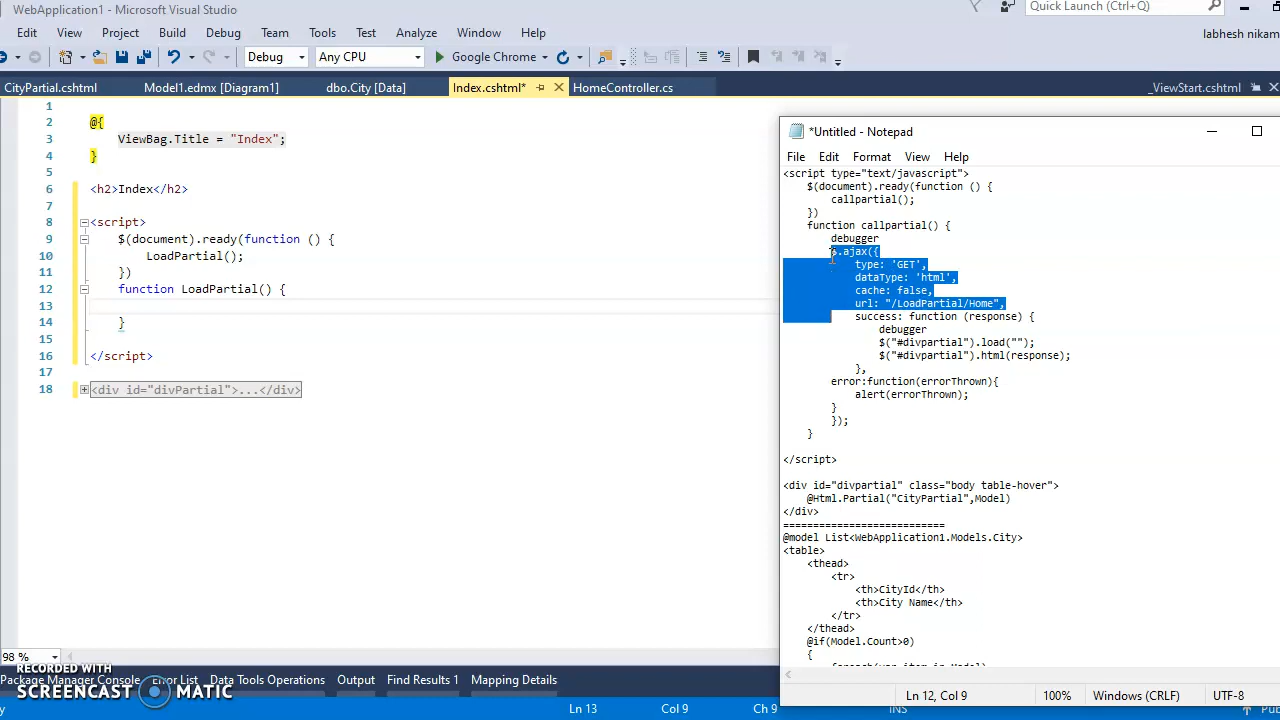 WebApplication1 - Microsoft Visual Studio
Quick Launch (Ctrl+Q)
Edit View Project Build Debug Team Tools Test Analyze Window Help
labhesh nikam
Debug Any CPU Google Chrome
CityPartial.cshtml Model1.edmx [Diagram1] dbo.City [Data] Index.cshtml* HomeController.cs _ViewStart.cshtml
1
2 @{
3 ViewBag.Title = "Index";
4 }
5
6 <h2>Index</h2>
7
8 <script>
9 $(document).ready(function () {
10 LoadPartial();
11 })
12 function LoadPartial() {
13
14 }
15
16 </script>
17
18 <div id="divPartial">...</div>
*Untitled - Notepad
File Edit Format View Help
<script type="text/javascript">
$(document).ready(function () {
callpartial();
})
function callpartial() {
debugger
$.ajax({
type: 'GET',
dataType: 'html',
cache: false,
url: "/LoadPartial/Home",
success: function (response) {
debugger
$("#divpartial").load("");
$("#divpartial").html(response);
},
error:function(errorThrown){
alert(errorThrown);
}
});
}
</script>
<div id="divpartial" class="body table-hover">
@Html.Partial("CityPartial",Model)
</div>
===========================
@model List<WebApplication1.Models.City>
<table>
<thead>
<tr>
<th>CityId</th>
<th>City Name</th>
</tr>
</thead>
@if(Model.Count>0)
{
foreach(var item in Model)
Ln 12, Col 9 100% Windows (CRLF) UTF-8
98 %
RECORDED WITH
SCREENCAST MATIC
Package Manager Console Error List Data Tools Operations Output Find Results 1 Mapping Details
Ln 13 Col 9 Ch 9 INS